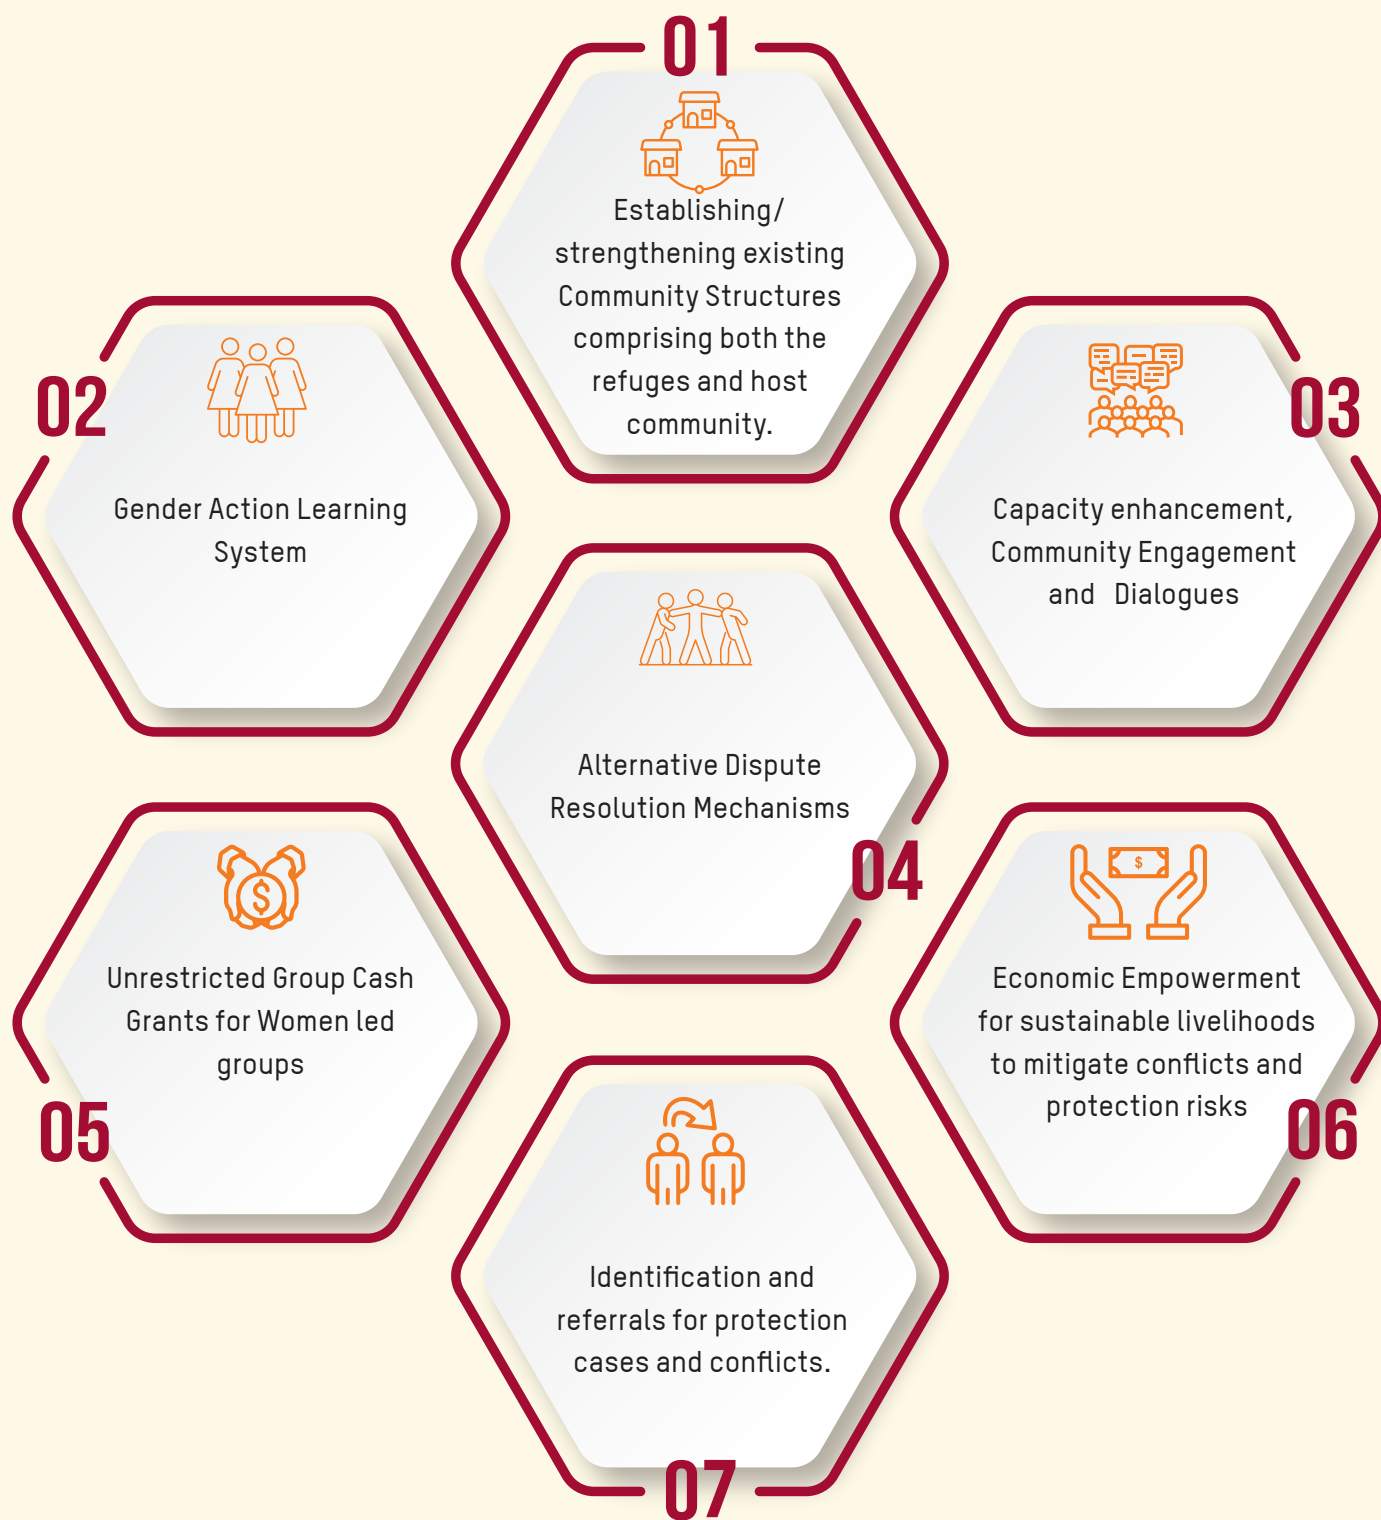 01
Establishing/
strengthening existing
Community Structures
comprising both the
refuges and host
community.
02
Gender Action Learning
System
03
Capacity enhancement,
Community Engagement
and Dialogues
Alternative Dispute
Resolution Mechanisms
04
$
Unrestricted Group Cash
Grants for Women led
groups
05
$
Economic Empowerment
for sustainable livelihoods
to mitigate conflicts and
protection risks
06
Identification and
referrals for protection
cases and conflicts.
07